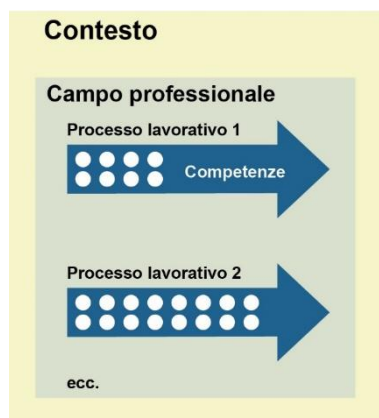 Contesto
Campo professionale
Processo lavorativo 1
Competenze
Processo lavorativo 2
ecc.